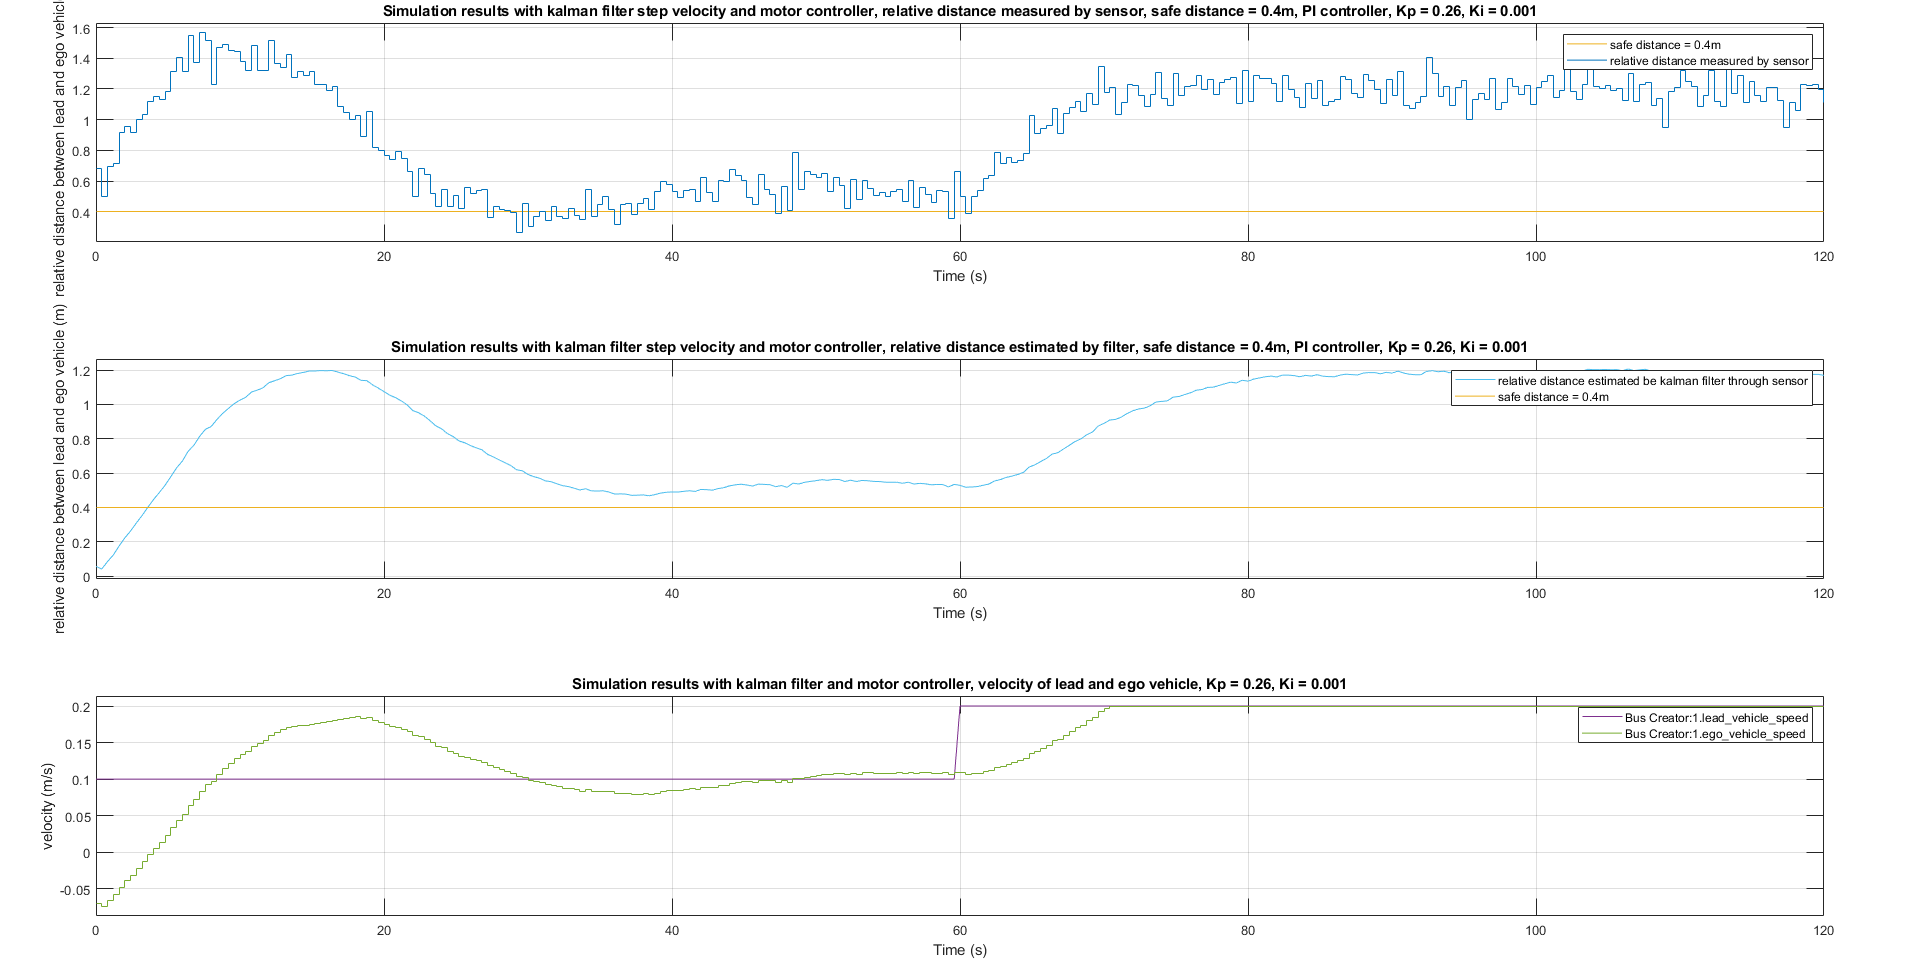 Simulation results with kalman filter step velocity and motor controller, relative distance measured by sensor, safe distance = 0.4m, PI controller, Kp = 0.26, Ki = 0.001
relative distance between lead and ego vehicle
1.6
1.4
1.2
1
0.8
0.6
0.4
safe distance = 0.4m
relative distance measured by sensor
0
20
40
60
80
100
120
Time (s)
Simulation results with kalman filter step velocity and motor controller, relative distance estimated by filter, safe distance = 0.4m, PI controller, Kp = 0.26, Ki = 0.001
relative distance between lead and ego vehicle (m)
1.2
1
0.8
0.6
0.4
0.2
0
relative distance estimated be kalman filter through sensor
safe distance = 0.4m
0
20
40
60
80
100
120
Time (s)
Simulation results with kalman filter and motor controller, velocity of lead and ego vehicle, Kp = 0.26, Ki = 0.001
velocity (m/s)
0.2
0.15
0.1
0.05
0
-0.05
Bus Creator:1.lead_vehicle_speed
Bus Creator:1.ego_vehicle_speed
0
20
40
60
80
100
120
Time (s)